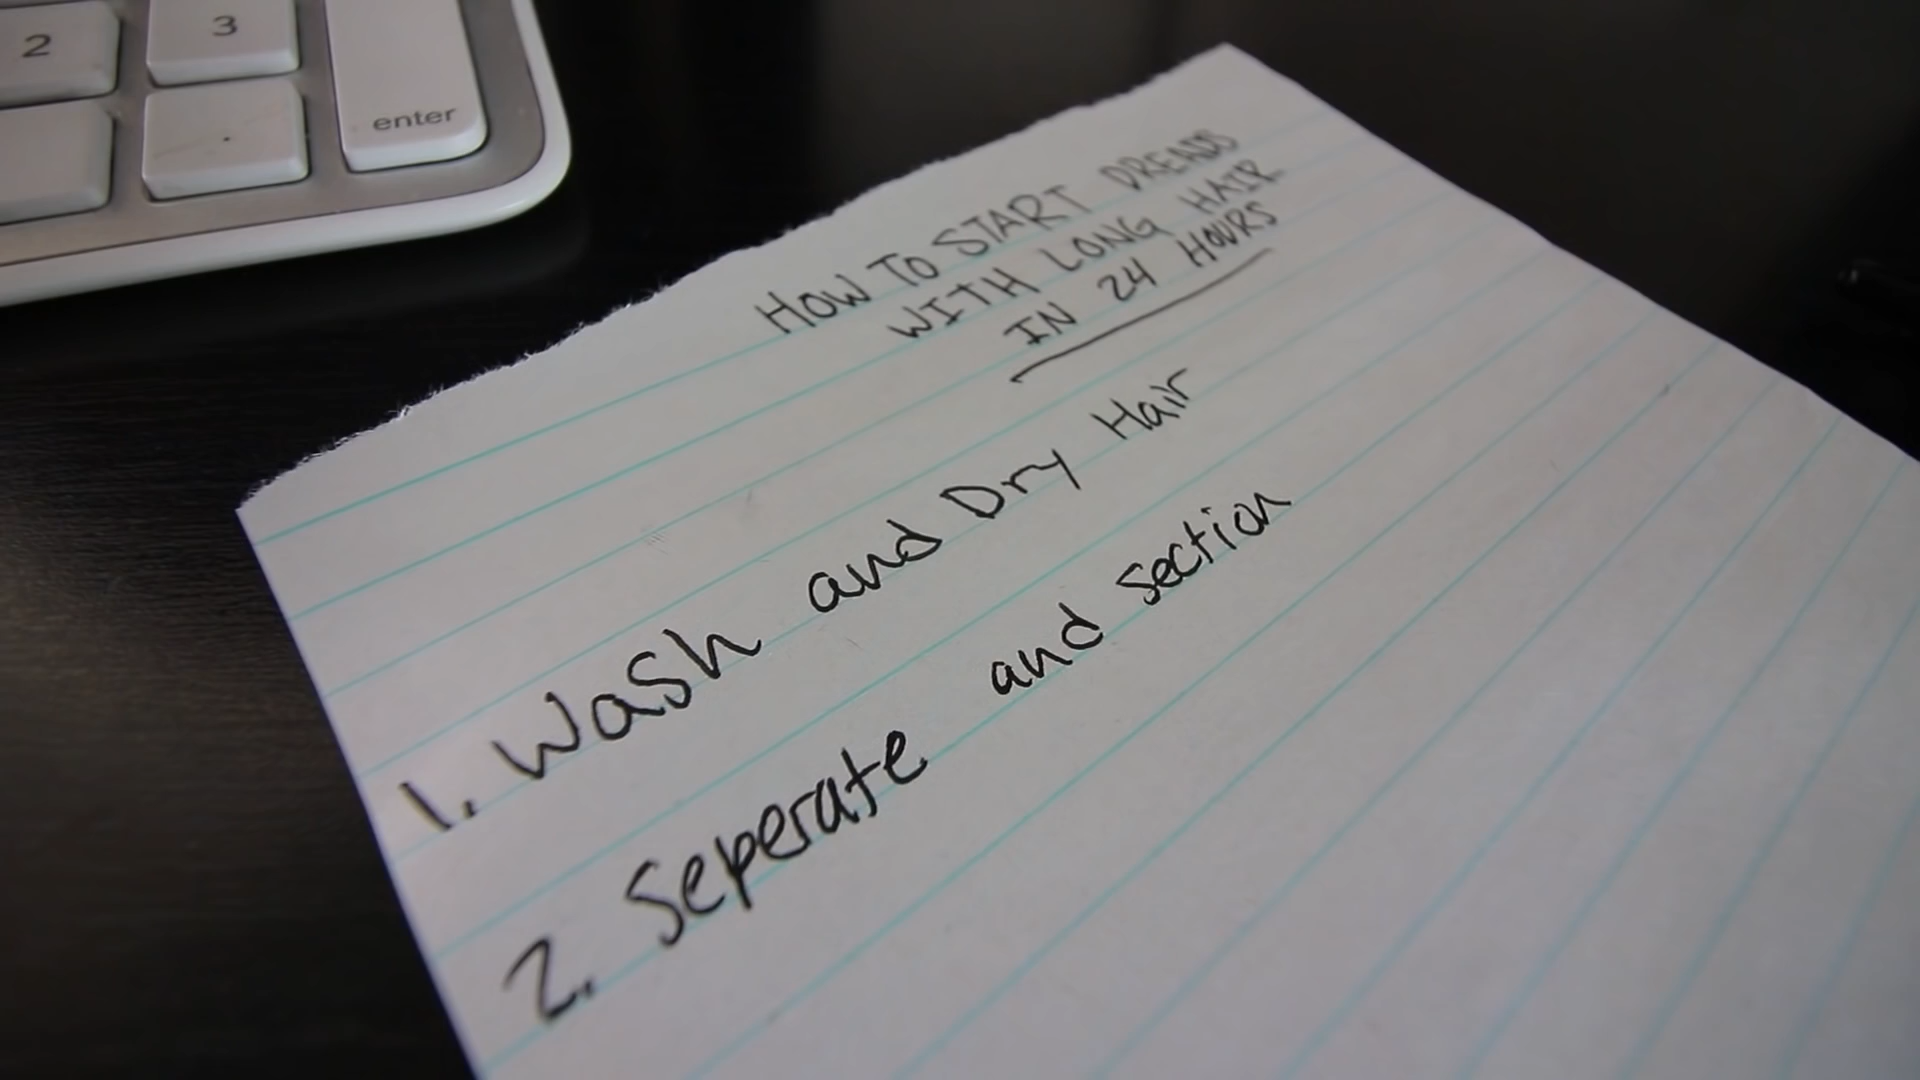 2
3
enter
.
HOW TO START DREADS
WITH LONG HAIR
IN 24 HOURS
1. Wash and Dry Hair
2. Seperate and section